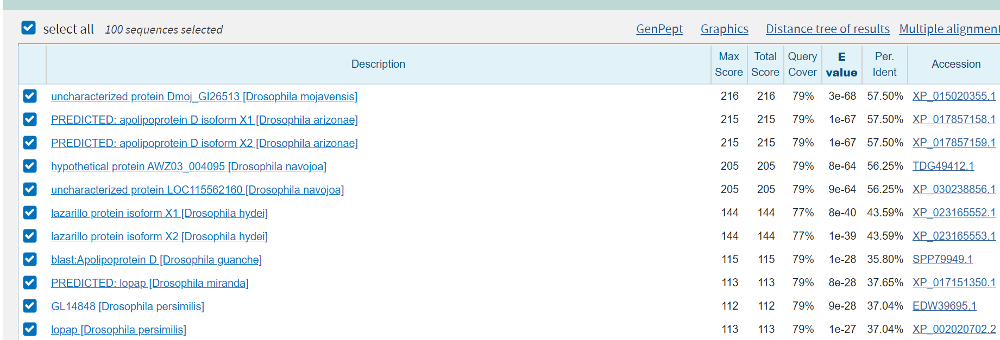 select all 100 sequences selected GenPept Graphics Distance tree of results Multiple alignment
Description Max Score Total Score Query Cover E value Per. Ident Accession
uncharacterized protein Dmoj_GI26513 [Drosophila mojavensis] 216 216 79% 3e-68 57.50% XP_015020355.1
PREDICTED: apolipoprotein D isoform X1 [Drosophila arizonae] 215 215 79% 1e-67 57.50% XP_017857158.1
PREDICTED: apolipoprotein D isoform X2 [Drosophila arizonae] 215 215 79% 1e-67 57.50% XP_017857159.1
hypothetical protein AWZ03_004095 [Drosophila navojoa] 205 205 79% 8e-64 56.25% TDG49412.1
uncharacterized protein LOC115562160 [Drosophila navojoa] 205 205 79% 9e-64 56.25% XP_030238856.1
lazarillo protein isoform X1 [Drosophila hydei] 144 144 77% 8e-40 43.59% XP_023165552.1
lazarillo protein isoform X2 [Drosophila hydei] 144 144 77% 1e-39 43.59% XP_023165553.1
blast:Apolipoprotein D [Drosophila guanche] 115 115 79% 1e-28 35.80% SPP79949.1
PREDICTED: lopap [Drosophila miranda] 113 113 79% 8e-28 37.65% XP_017151350.1
GL14848 [Drosophila persimilis] 112 112 79% 9e-28 37.04% EDW39695.1
lopap [Drosophila persimilis] 113 113 79% 1e-27 37.04% XP_002020702.2